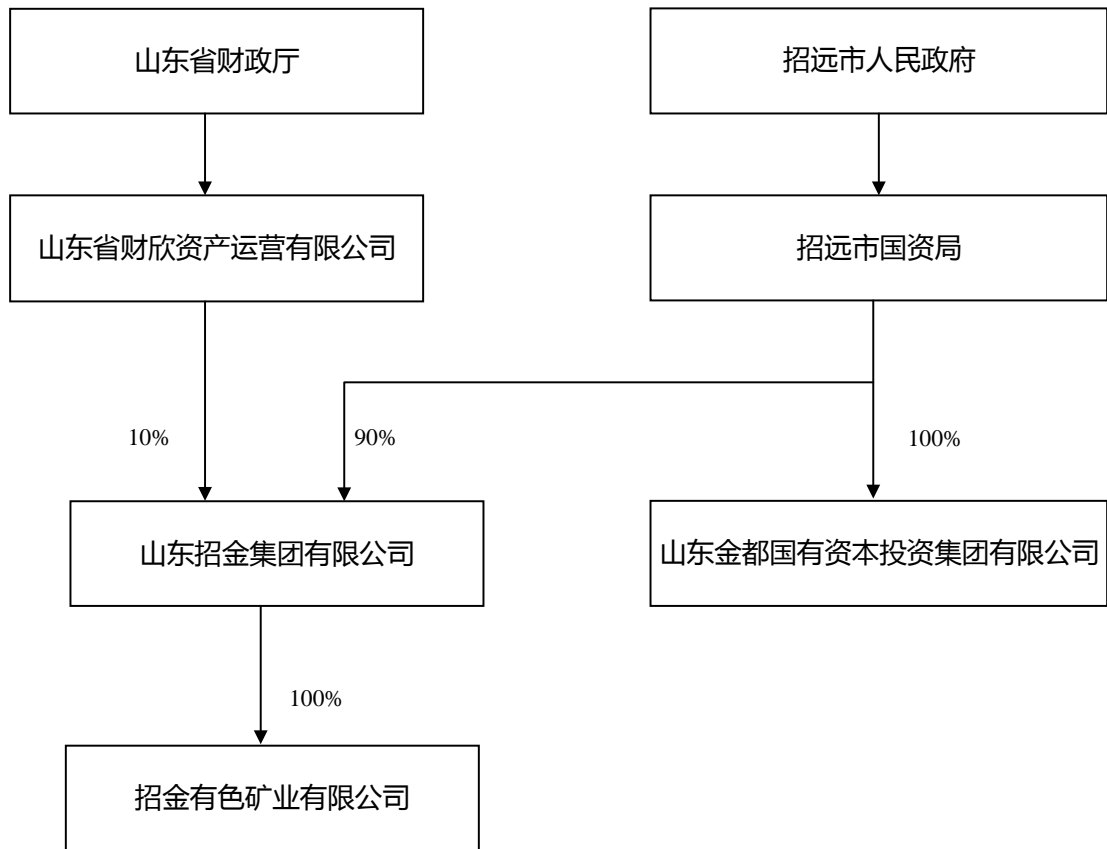 山东省财政厅
招远市人民政府
山东省财欣资产运营有限公司
招远市国资局
10%
90%
100%
山东招金集团有限公司
山东金都国有资本投资集团有限公司
100%
招金有色矿业有限公司